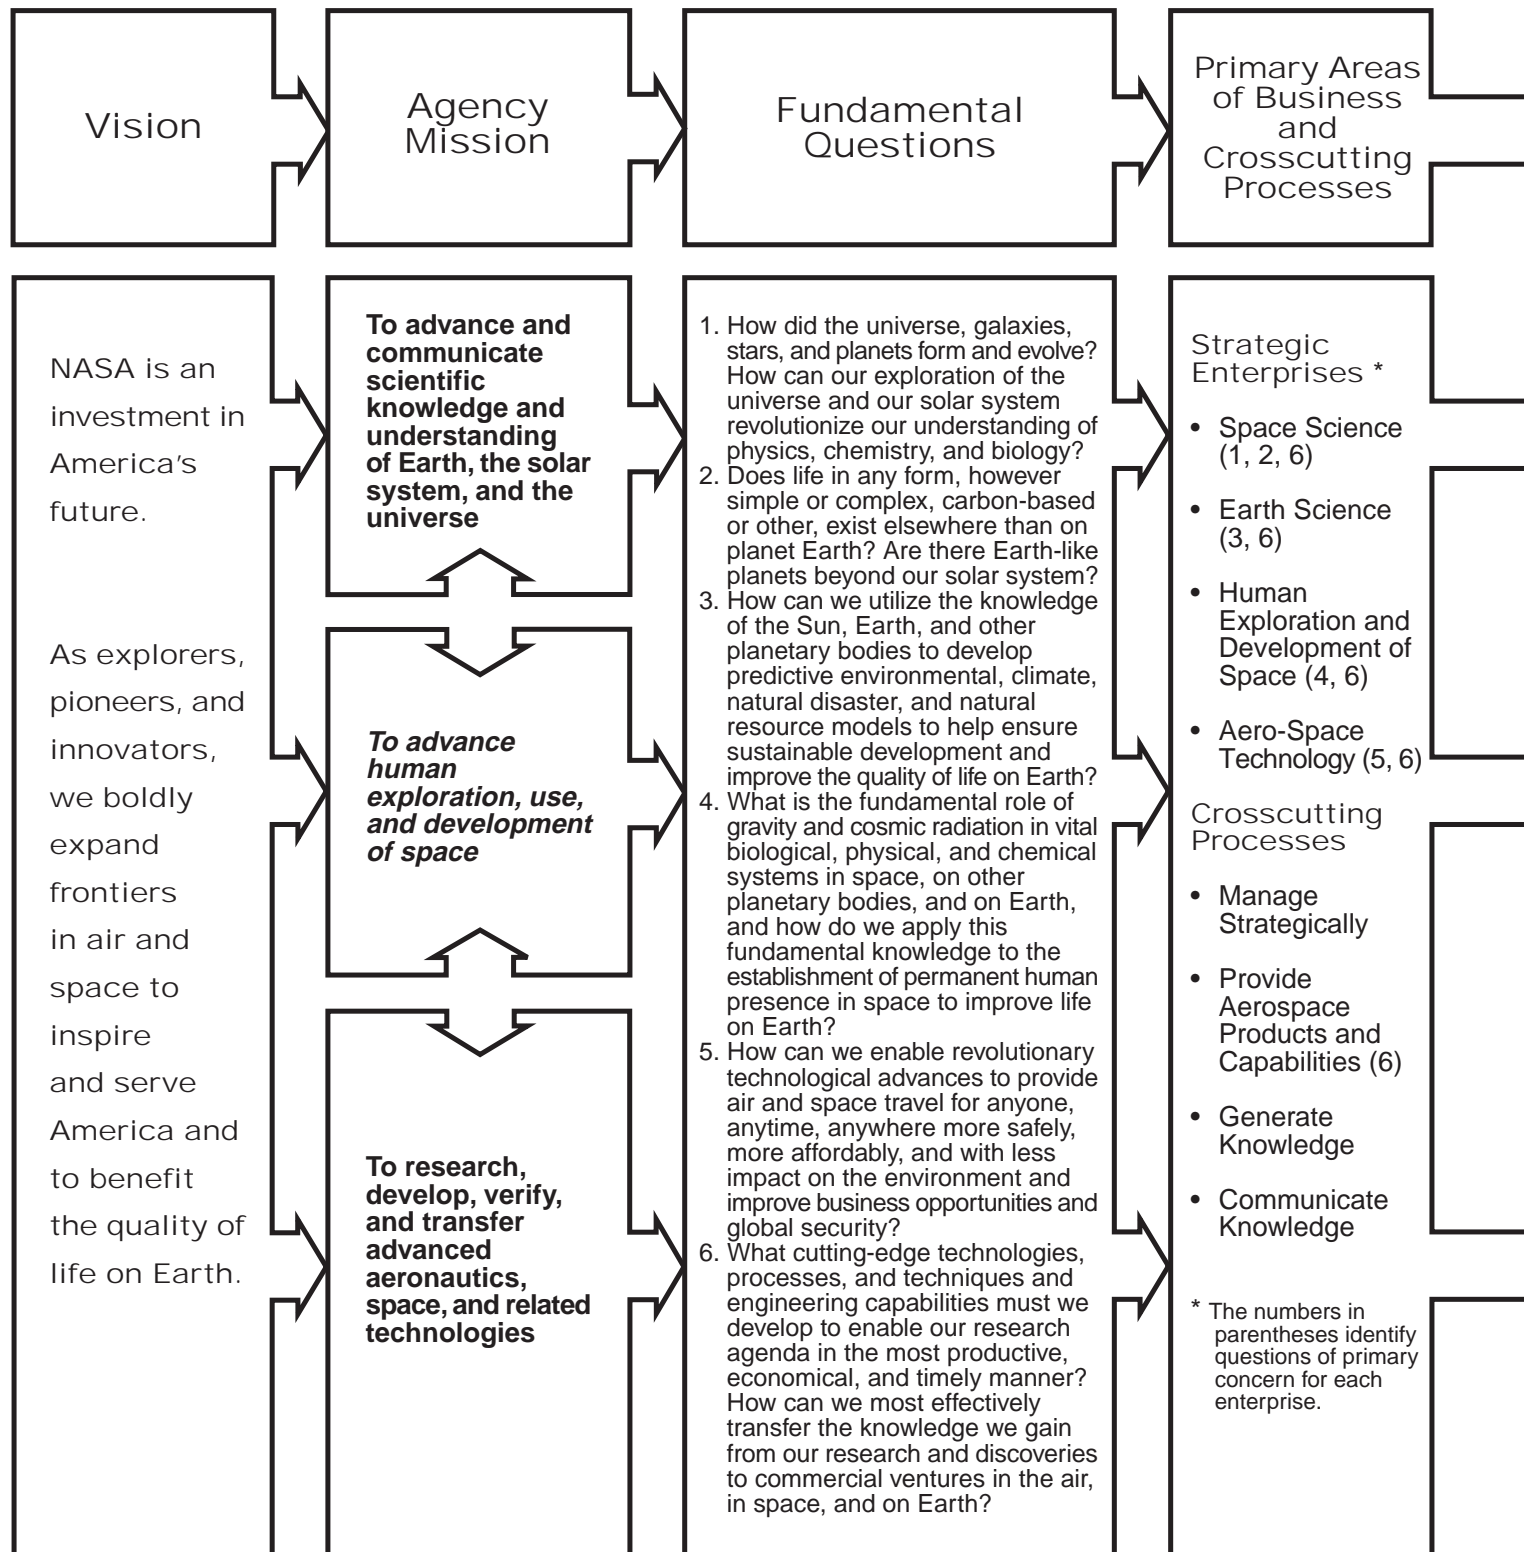 Vision
Agency
Mission
Fundamental
Questions
Primary Areas
of Business
and
Crosscutting
Processes
NASA is an
investment in
America's
future.
As explorers,
pioneers, and
innovators,
we boldly
expand
frontiers
in air and
space to
inspire
and serve
America and
to benefit
the quality of
life on Earth.
To advance and
communicate
scientific
knowledge and
understanding
of Earth, the solar
system, and the
universe
To advance
human
exploration, use,
and development
of space
To research,
develop, verify,
and transfer
advanced
aeronautics,
space, and related
technologies
1. How did the universe, galaxies,
stars, and planets form and evolve?
How can our exploration of the
universe and our solar system
revolutionize our understanding of
physics, chemistry, and biology?
2. Does life in any form, however
simple or complex, carbon-based
or other, exist elsewhere than on
planet Earth? Are there Earth-like
planets beyond our solar system?
3. How can we utilize the knowledge
of the Sun, Earth, and other
planetary bodies to develop
predictive environmental, climate,
natural disaster, and natural
resource models to help ensure
sustainable development and
improve the quality of life on Earth?
4. What is the fundamental role of
gravity and cosmic radiation in vital
biological, physical, and chemical
systems in space, on other
planetary bodies, and on Earth,
and how do we apply this
fundamental knowledge to the
establishment of permanent human
presence in space to improve life
on Earth?
5. How can we enable revolutionary
technological advances to provide
air and space travel for anyone,
anytime, anywhere more safely,
more affordably, and with less
impact on the environment and
improve business opportunities and
global security?
6. What cutting-edge technologies,
processes, and techniques and
engineering capabilities must we
develop to enable our research
agenda in the most productive,
economical, and timely manner?
How can we most effectively
transfer the knowledge we gain
from our research and discoveries
to commercial ventures in the air,
in space, and on Earth?
Strategic
Enterprises *
• Space Science
(1, 2, 6)
• Earth Science
(3, 6)
• Human
Exploration and
Development of
Space (4, 6)
• Aero-Space
Technology (5, 6)
Crosscutting
Processes
• Manage
Strategically
• Provide
Aerospace
Products and
Capabilities (6)
• Generate
Knowledge
• Communicate
Knowledge
* The numbers in
parentheses identify
questions of primary
concern for each
enterprise.